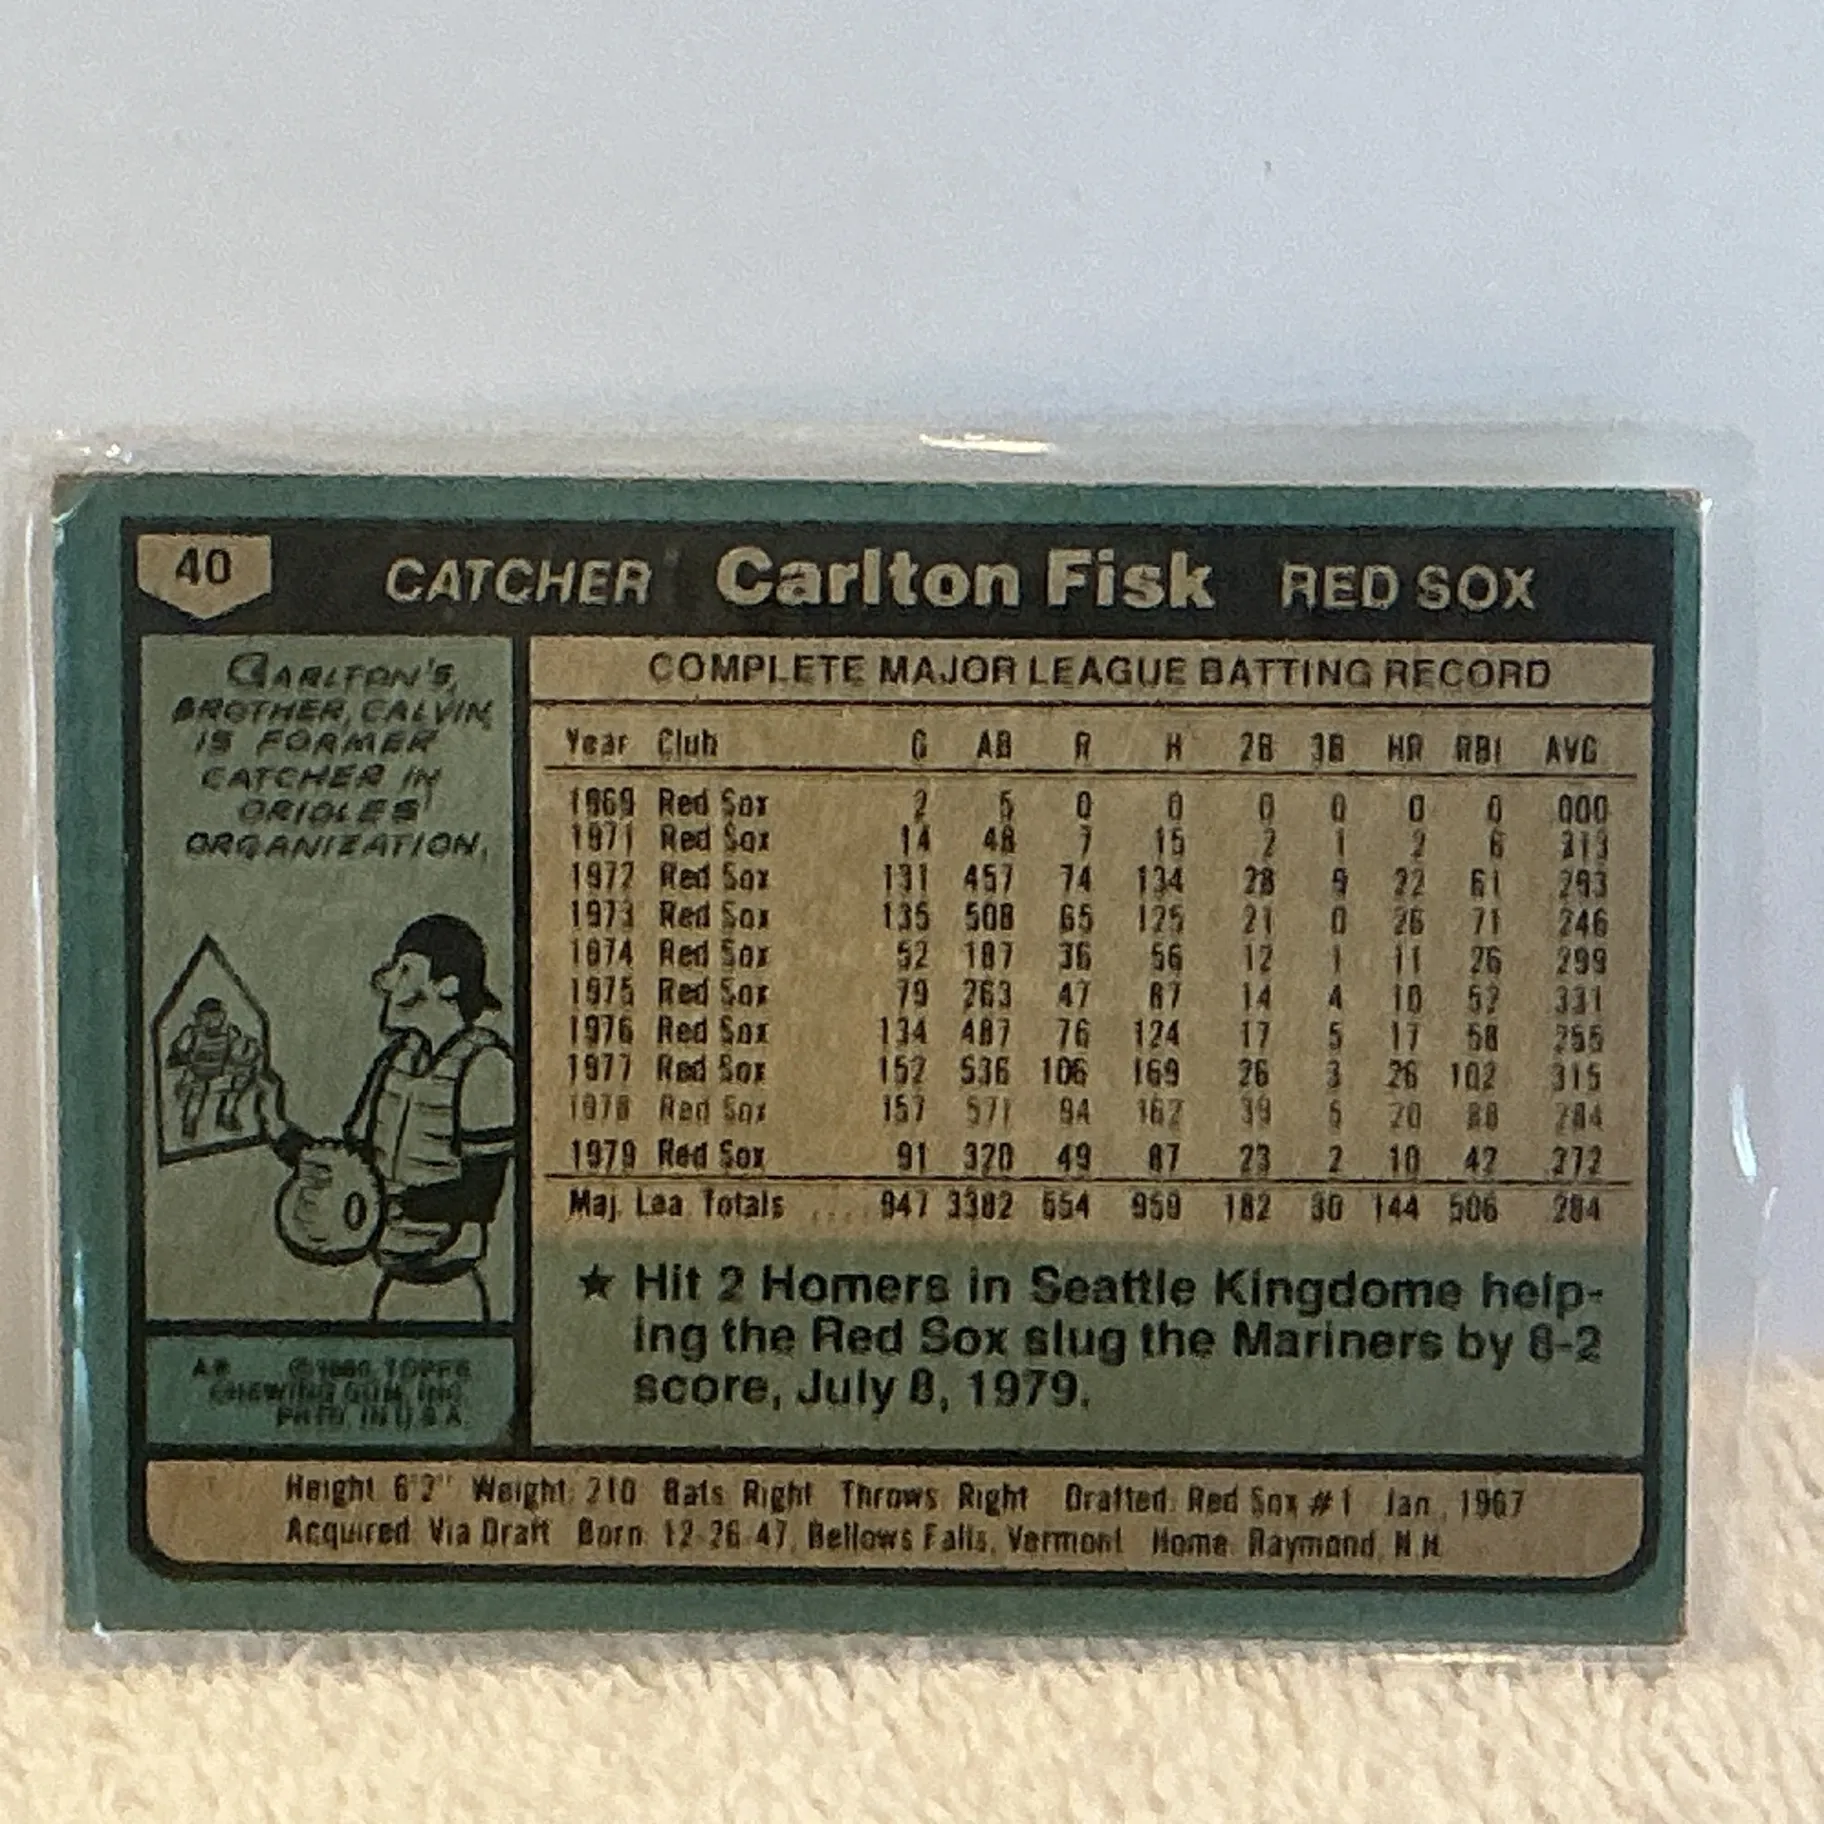 40 CATCHER Carlton Fisk RED SOX
CARLTON'S
BROTHER, CALVIN,
IS FORMER
CATCHER IN
ORIOLES'
ORGANIZATION.
0
© 1980 TOPPS
CHEWING GUM, INC.
PRTD. IN U.S.A.
COMPLETE MAJOR LEAGUE BATTING RECORD
Year Club G AB R H 2B 3B HR RBI AVG
1969 Red Sox 2 5 0 0 0 0 0 0 .000
1971 Red Sox 14 48 7 15 2 1 2 6 .313
1972 Red Sox 131 457 74 134 28 9 22 61 .293
1973 Red Sox 135 508 65 125 21 0 26 71 .246
1974 Red Sox 52 187 36 56 12 1 11 26 .299
1975 Red Sox 79 263 47 87 14 4 10 52 .331
1976 Red Sox 134 487 76 124 17 5 17 58 .255
1977 Red Sox 152 536 106 169 26 3 26 102 .315
1978 Red Sox 157 571 94 162 39 5 20 88 .284
1979 Red Sox 91 320 49 87 23 2 10 42 .272
Maj. Lea. Totals .... 947 3382 554 959 182 30 144 506 .284
★ Hit 2 Homers in Seattle Kingdome help-
ing the Red Sox slug the Mariners by 8-2
score, July 8, 1979.
Height: 6'2" Weight: 210 Bats: Right Throws: Right Drafted: Red Sox #1 - Jan., 1967
Acquired: Via Draft Born: 12-26-47, Bellows Falls, Vermont Home: Raymond, N.H.